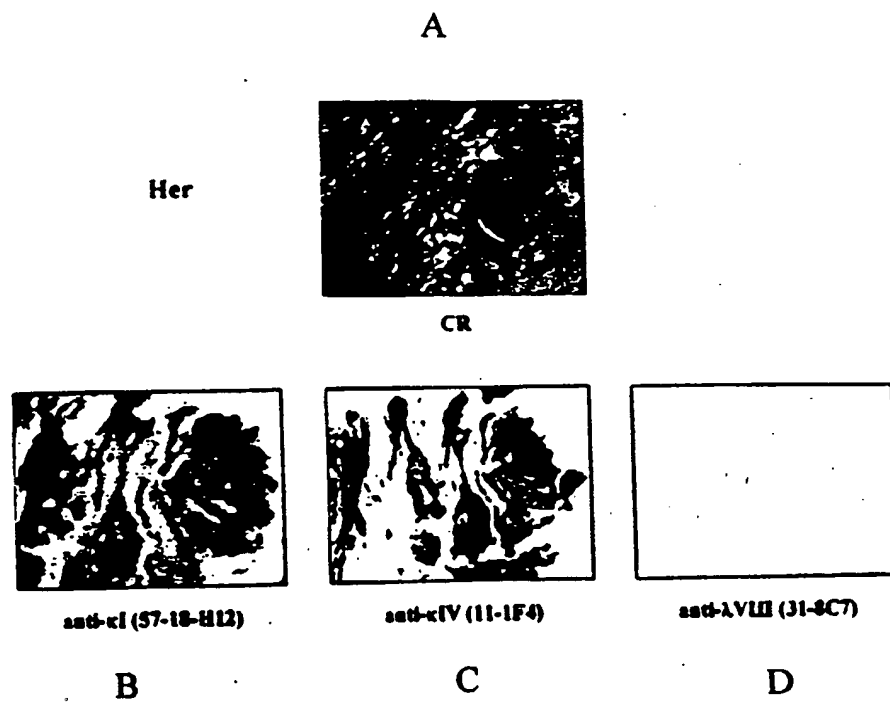 A
Her
CR
anti-κI (57-18-H12)
anti-κIV (11-1F4)
anti-λVIII (31-8C7)
B
C
D